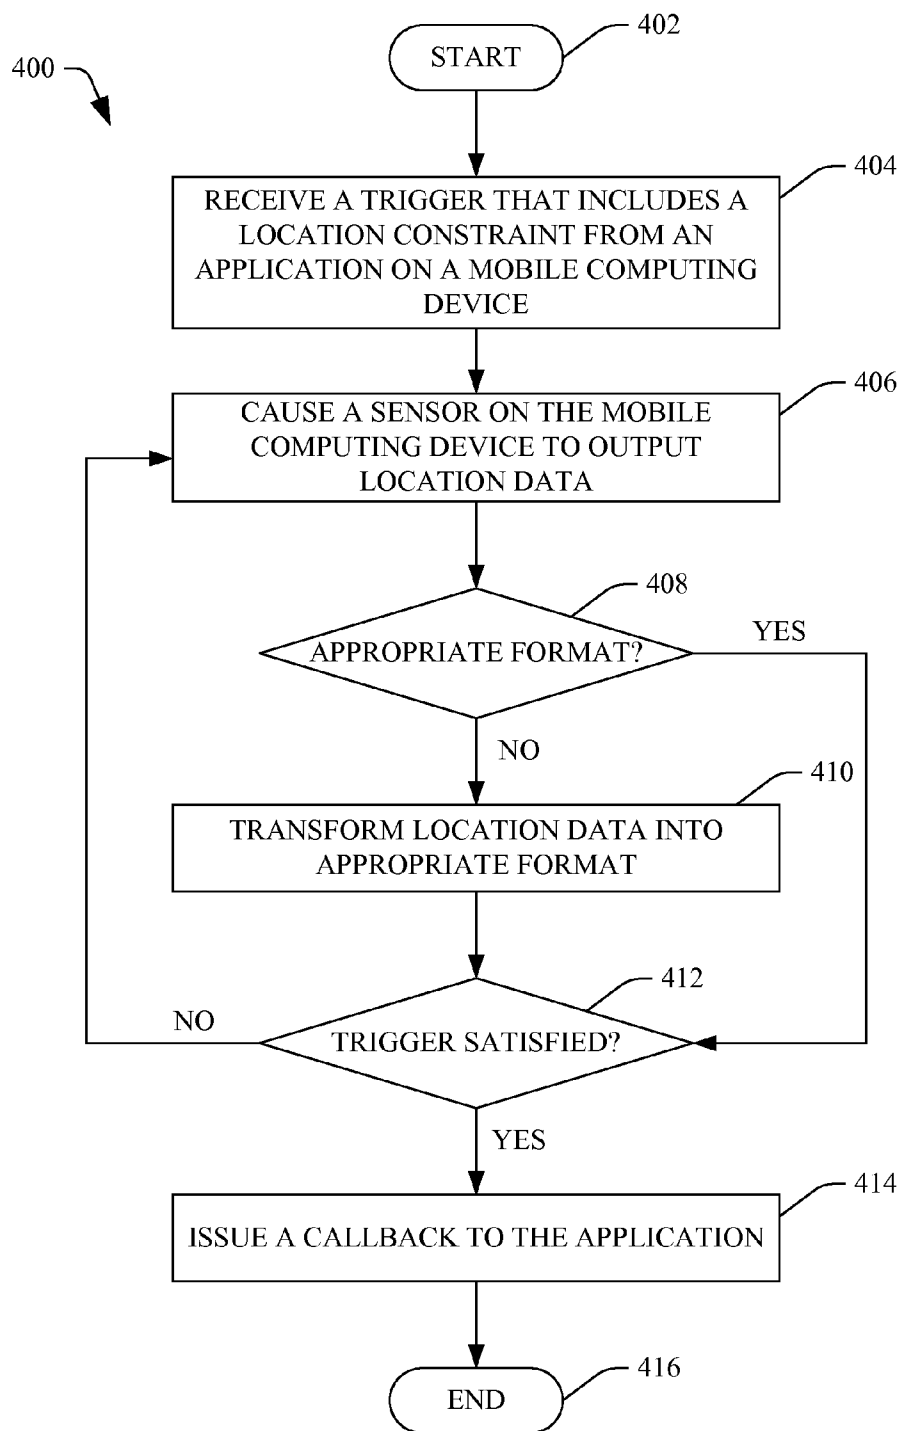 400
START
402
RECEIVE A TRIGGER THAT INCLUDES A
LOCATION CONSTRAINT FROM AN
APPLICATION ON A MOBILE COMPUTING
DEVICE
404
CAUSE A SENSOR ON THE MOBILE
COMPUTING DEVICE TO OUTPUT
LOCATION DATA
406
APPROPRIATE FORMAT?
408
YES
NO
TRANSFORM LOCATION DATA INTO
APPROPRIATE FORMAT
410
TRIGGER SATISFIED?
412
NO
YES
ISSUE A CALLBACK TO THE APPLICATION
414
END
416